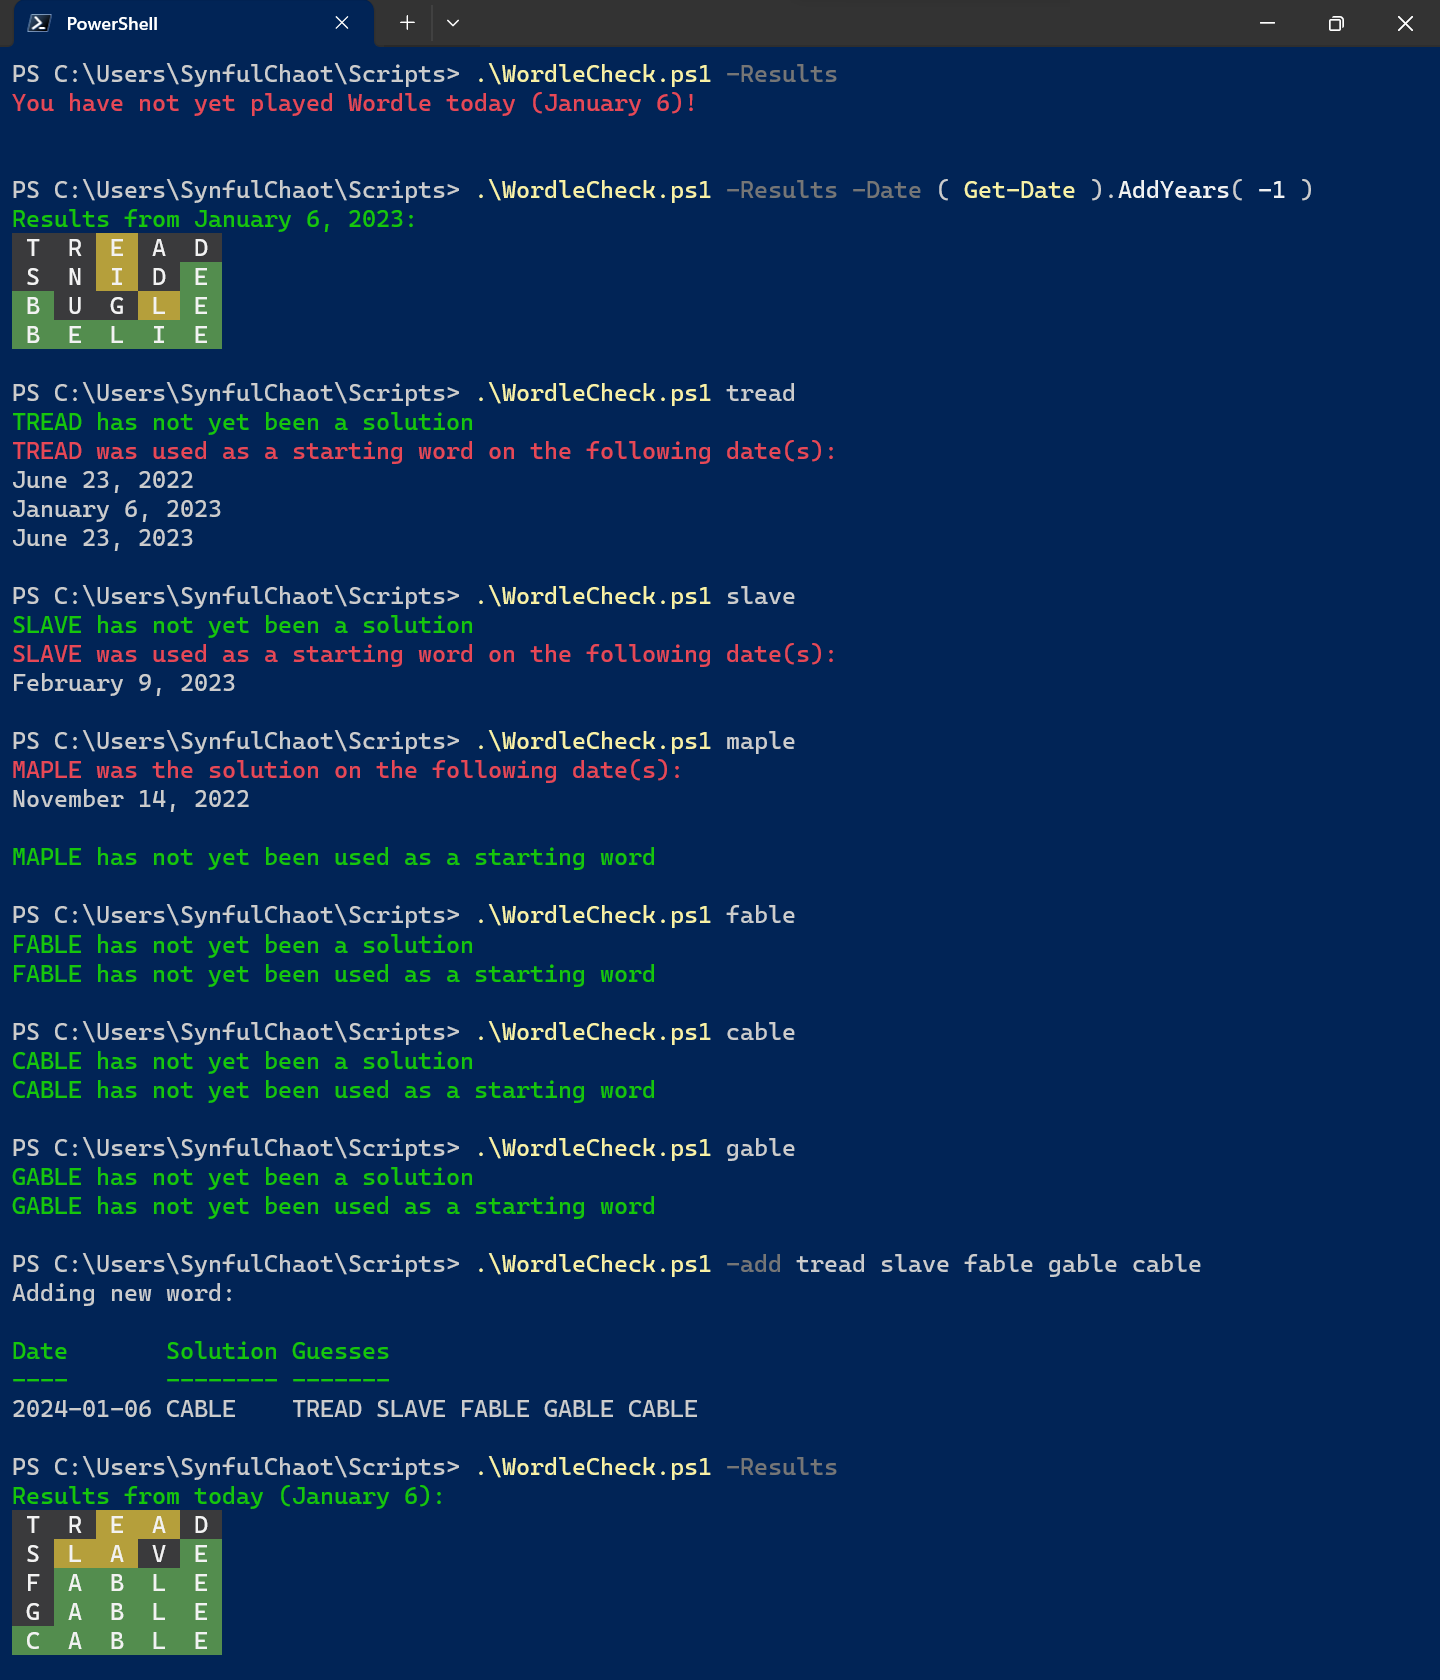 PowerShell
PS C:\Users\SynfulChaot\Scripts> .\WordleCheck.ps1 -Results
You have not yet played Wordle today (January 6)!
PS C:\Users\SynfulChaot\Scripts> .\WordleCheck.ps1 -Results -Date ( Get-Date ).AddYears( -1 )
Results from January 6, 2023:
T R E A D
S N I D E
B U G L E
B E L I E
PS C:\Users\SynfulChaot\Scripts> .\WordleCheck.ps1 tread
TREAD has not yet been a solution
TREAD was used as a starting word on the following date(s):
June 23, 2022
January 6, 2023
June 23, 2023
PS C:\Users\SynfulChaot\Scripts> .\WordleCheck.ps1 slave
SLAVE has not yet been a solution
SLAVE was used as a starting word on the following date(s):
February 9, 2023
PS C:\Users\SynfulChaot\Scripts> .\WordleCheck.ps1 maple
MAPLE was the solution on the following date(s):
November 14, 2022
MAPLE has not yet been used as a starting word
PS C:\Users\SynfulChaot\Scripts> .\WordleCheck.ps1 fable
FABLE has not yet been a solution
FABLE has not yet been used as a starting word
PS C:\Users\SynfulChaot\Scripts> .\WordleCheck.ps1 cable
CABLE has not yet been a solution
CABLE has not yet been used as a starting word
PS C:\Users\SynfulChaot\Scripts> .\WordleCheck.ps1 gable
GABLE has not yet been a solution
GABLE has not yet been used as a starting word
PS C:\Users\SynfulChaot\Scripts> .\WordleCheck.ps1 -add tread slave fable gable cable
Adding new word:
Date       Solution Guesses
----       -------- -------
2024-01-06 CABLE    TREAD SLAVE FABLE GABLE CABLE
PS C:\Users\SynfulChaot\Scripts> .\WordleCheck.ps1 -Results
Results from today (January 6):
T R E A D
S L A V E
F A B L E
G A B L E
C A B L E